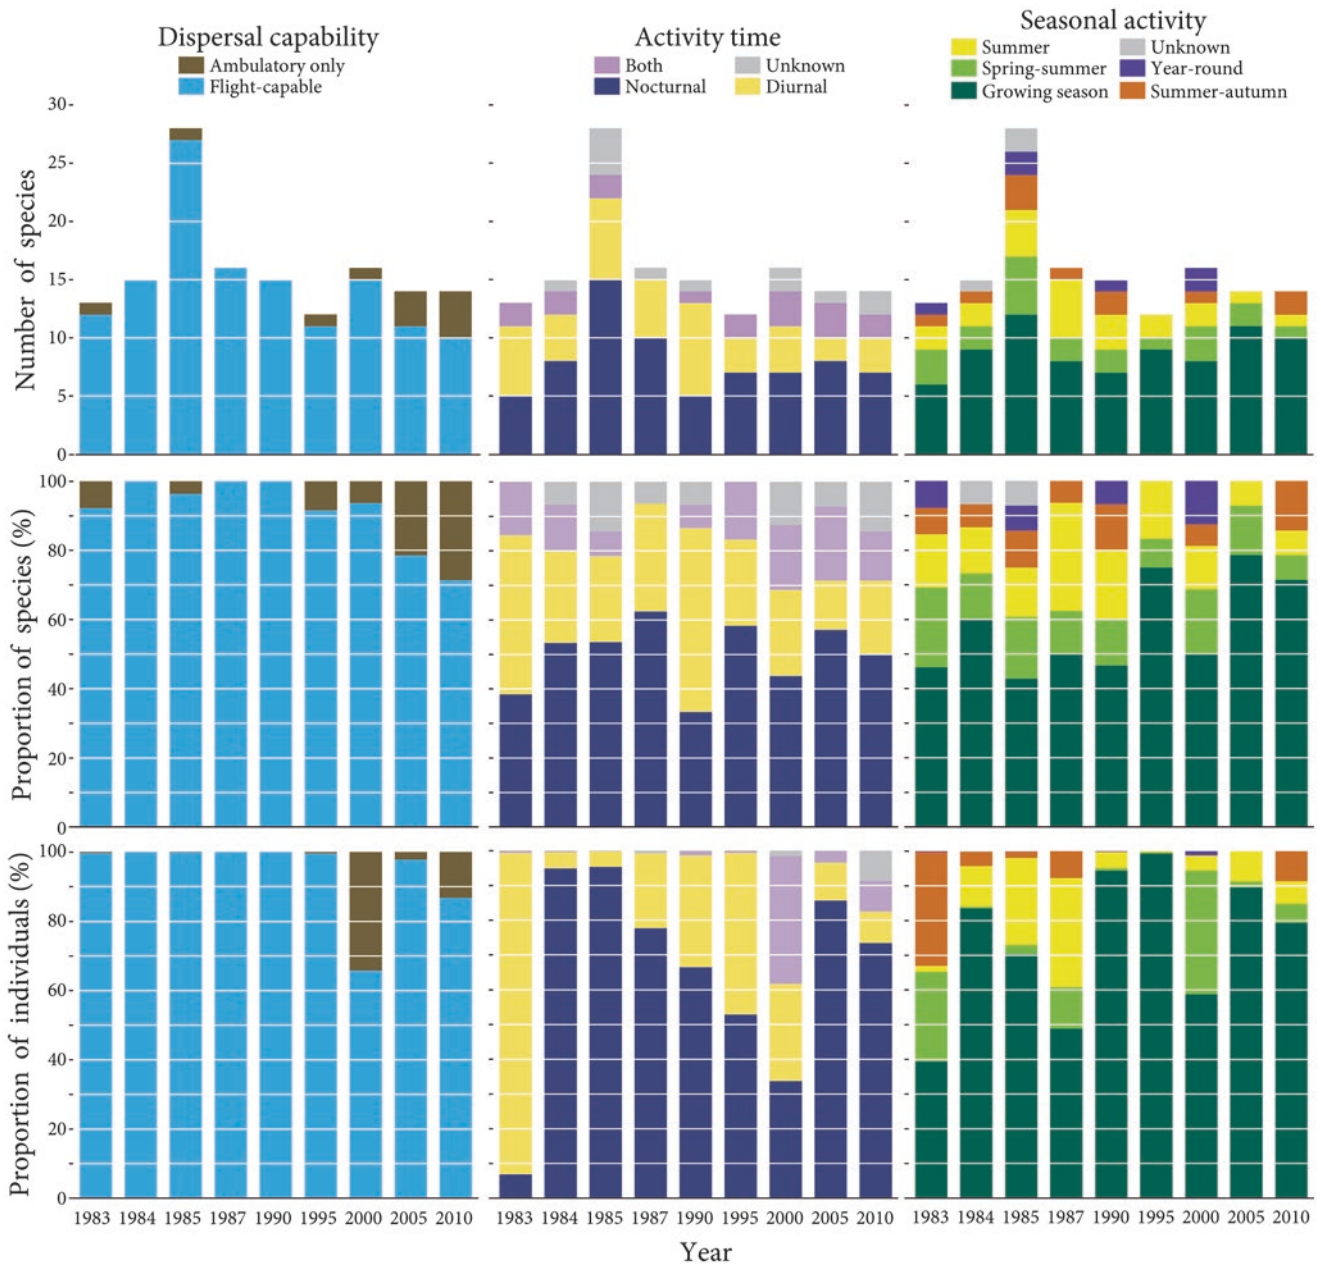 Dispersal capability
Ambulatory only
Flight-capable
Activity time
Both
Unknown
Nocturnal
Diurnal
Seasonal activity
Summer
Unknown
Spring-summer
Year-round
Growing season
Summer-autumn
Number of species
30
25
20
15
10
5
0
Proportion of species (%)
100
80
60
40
20
0
Proportion of individuals (%)
100
80
60
40
20
0
1983 1984 1985 1987 1990 1995 2000 2005 2010
1983 1984 1985 1987 1990 1995 2000 2005 2010
1983 1984 1985 1987 1990 1995 2000 2005 2010
Year